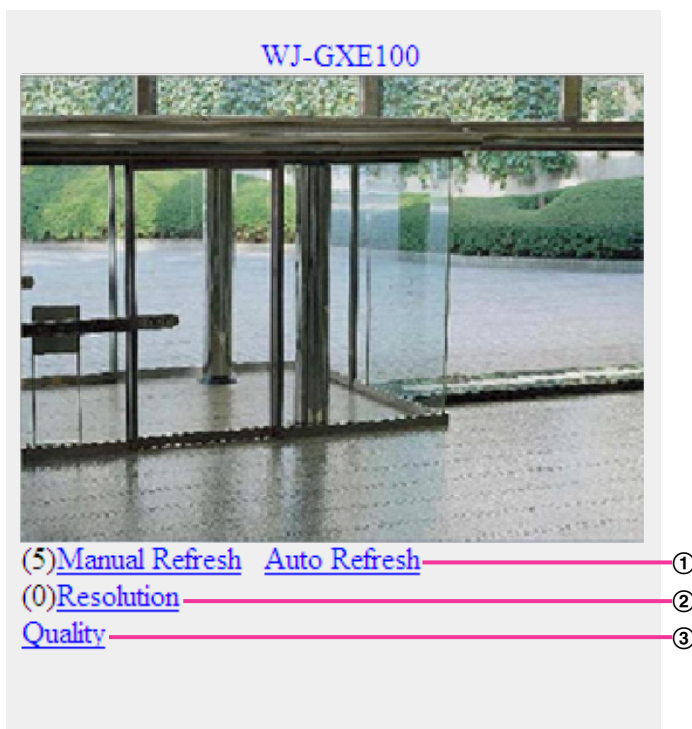 WJ-GXE100
(5)Manual Refresh Auto Refresh ①
(0)Resolution ②
Quality ③